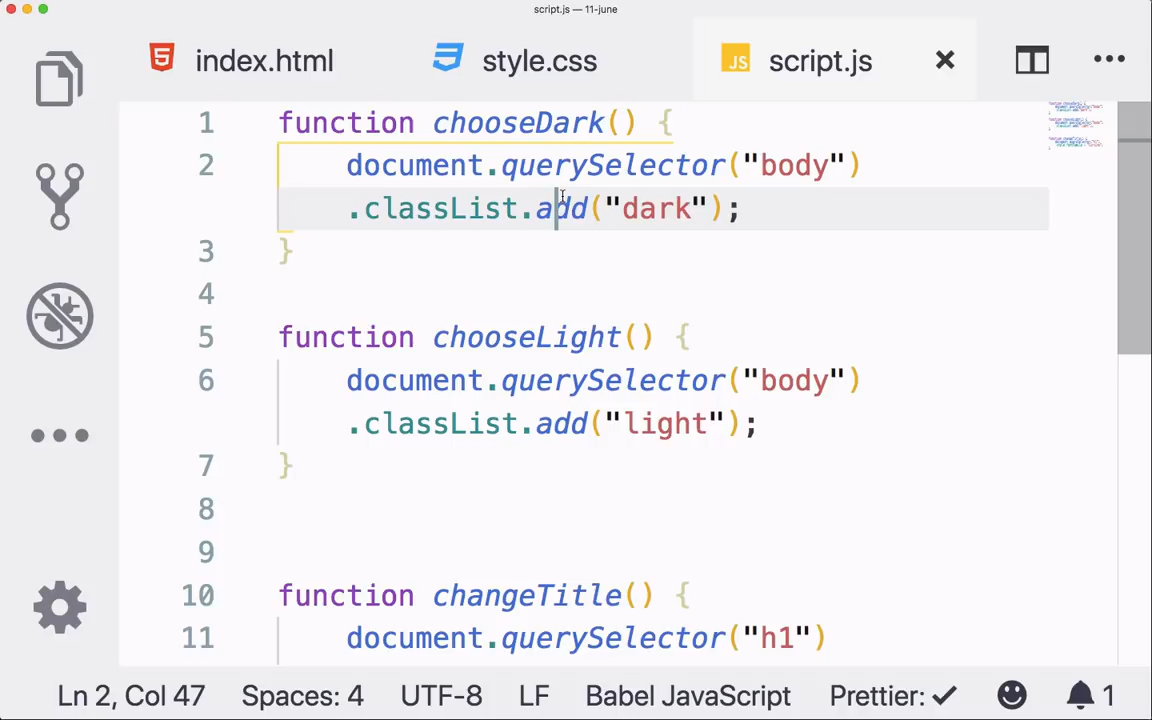 script.js — 11-june
index.html
style.css
JS script.js
1 function chooseDark() {
2 document.querySelector("body")
.classList.add("dark");
3 }
4
5 function chooseLight() {
6 document.querySelector("body")
.classList.add("light");
7 }
8
9
10 function changeTitle() {
11 document.querySelector("h1")
Ln 2, Col 47 Spaces: 4 UTF-8 LF Babel JavaScript Prettier: ✓ 1